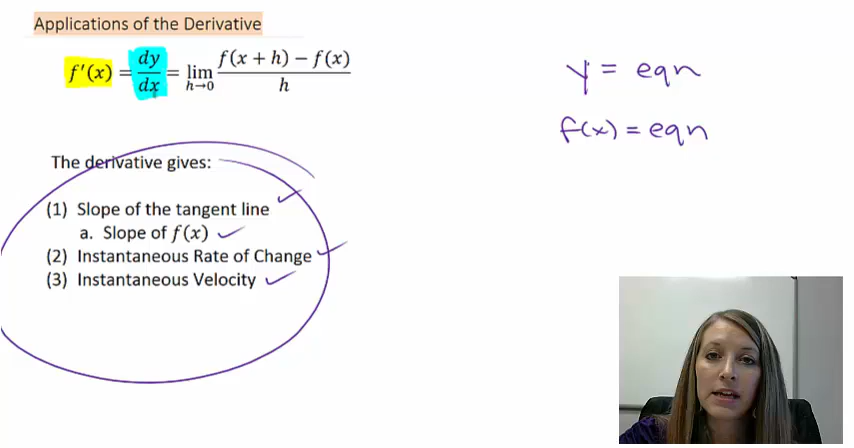 Applications of the Derivative
f'(x) = dy/dx = lim h→0 f(x + h) − f(x) / h
y = eqn
f(x) = eqn
The derivative gives:
(1) Slope of the tangent line
a. Slope of f(x)
(2) Instantaneous Rate of Change
(3) Instantaneous Velocity